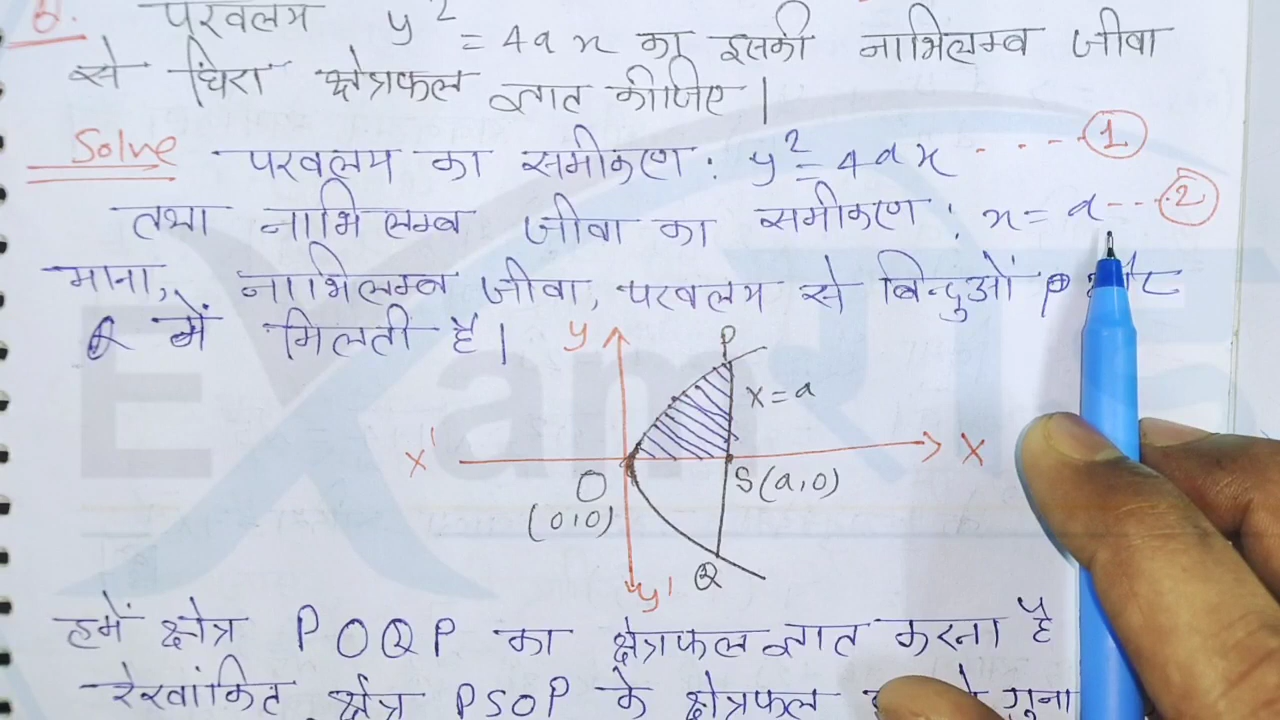 6. परवलय y² = 4ax का इसकी नाभिलम्ब जीवा
से घिरा क्षेत्रफल ज्ञात कीजिए |
Solve परवलय का समीकरण : y² = 4ax - - - - ①
तथा नाभिलम्ब जीवा का समीकरण : x = a - - - ②
माना, नाभिलम्ब जीवा, परवलय से बिन्दुओं P
Q में मिलती है |
y
P
x = a
X'
X
O
S(a,0)
(0,0)
Q
y'
हमें क्षेत्र POQP का क्षेत्रफल ज्ञात करना है
रेखांकित क्षेत्र PSOP के क्षेत्रफल गुना
Exam